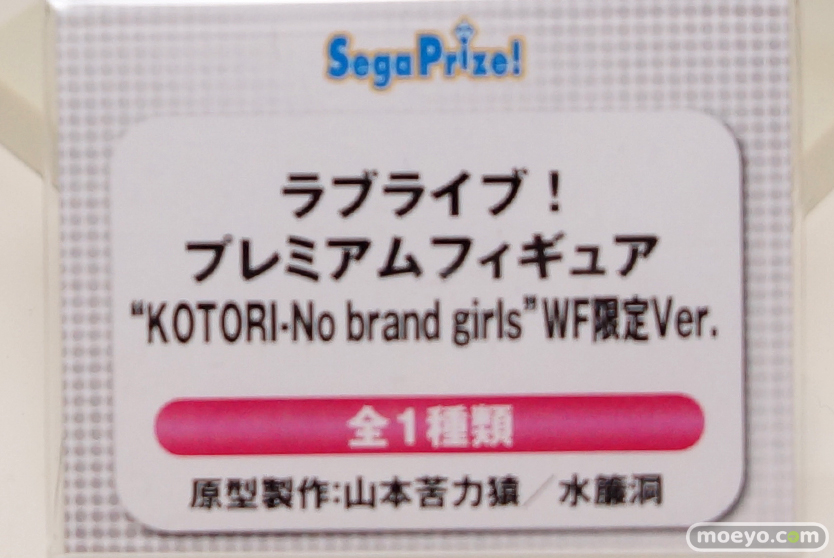 SegaPrize!
ラブライブ!
プレミアムフィギュア
“KOTORI-No brand girls”WF限定Ver.
全1種類
原型製作:山本苦力猿/水簾洞
moeyo.com